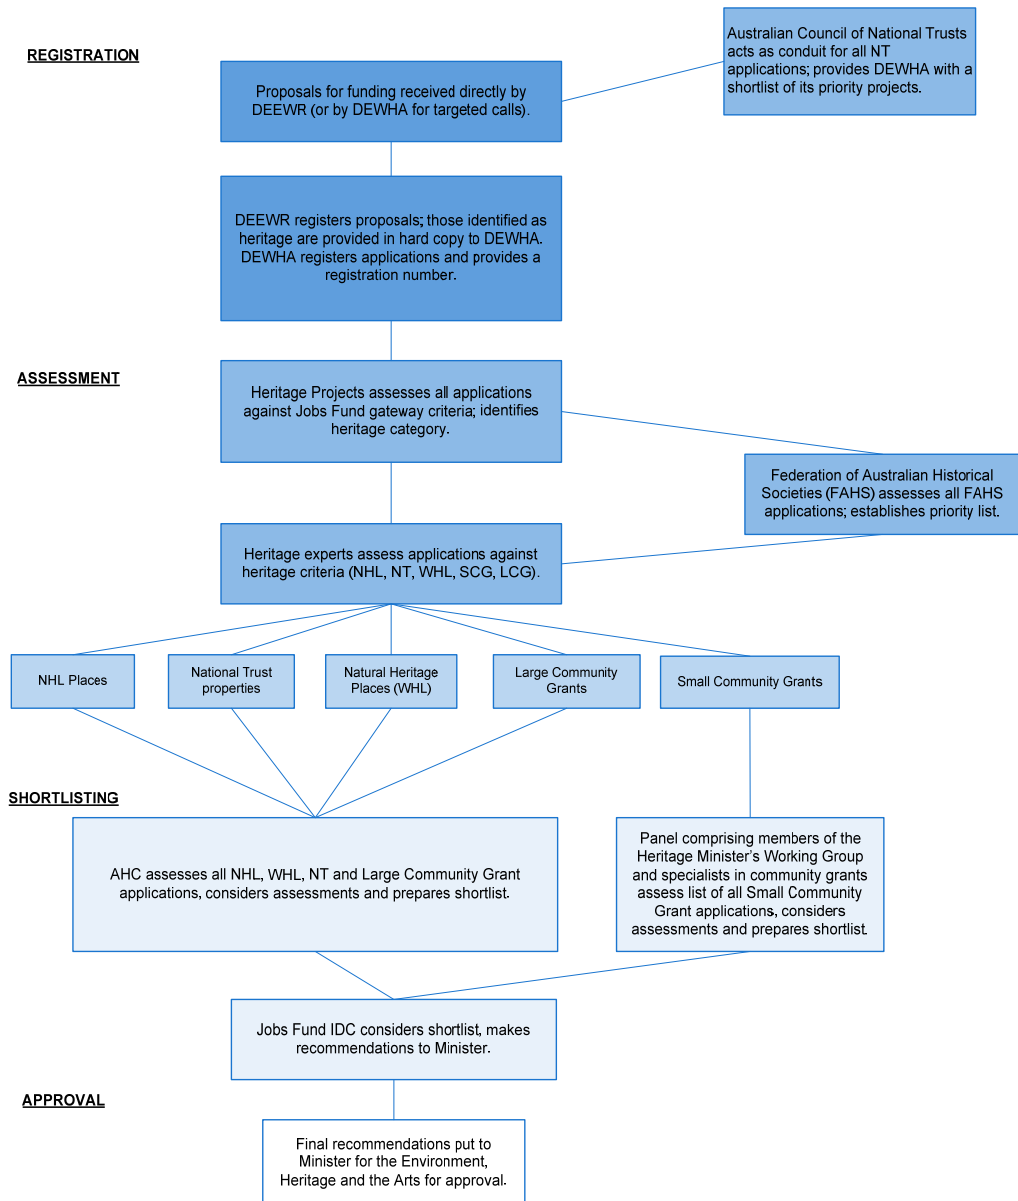 REGISTRATION
Australian Council of National Trusts
acts as conduit for all NT
applications; provides DEWHA with a
shortlist of its priority projects.
Proposals for funding received directly by
DEEWR (or by DEWHA for targeted calls).
DEEWR registers proposals; those identified as
heritage are provided in hard copy to DEWHA.
DEWHA registers applications and provides a
registration number.
ASSESSMENT
Heritage Projects assesses all applications
against Jobs Fund gateway criteria; identifies
heritage category.
Federation of Australian Historical
Societies (FAHS) assesses all FAHS
applications; establishes priority list.
Heritage experts assess applications against
heritage criteria (NHL, NT, WHL, SCG, LCG).
NHL Places
National Trust
properties
Natural Heritage
Places (WHL)
Large Community
Grants
Small Community Grants
SHORTLISTING
AHC assesses all NHL, WHL, NT and Large Community Grant
applications, considers assessments and prepares shortlist.
Panel comprising members of the
Heritage Minister's Working Group
and specialists in community grants
assess list of all Small Community
Grant applications, considers
assessments and prepares shortlist.
Jobs Fund IDC considers shortlist, makes
recommendations to Minister.
APPROVAL
Final recommendations put to
Minister for the Environment,
Heritage and the Arts for approval.